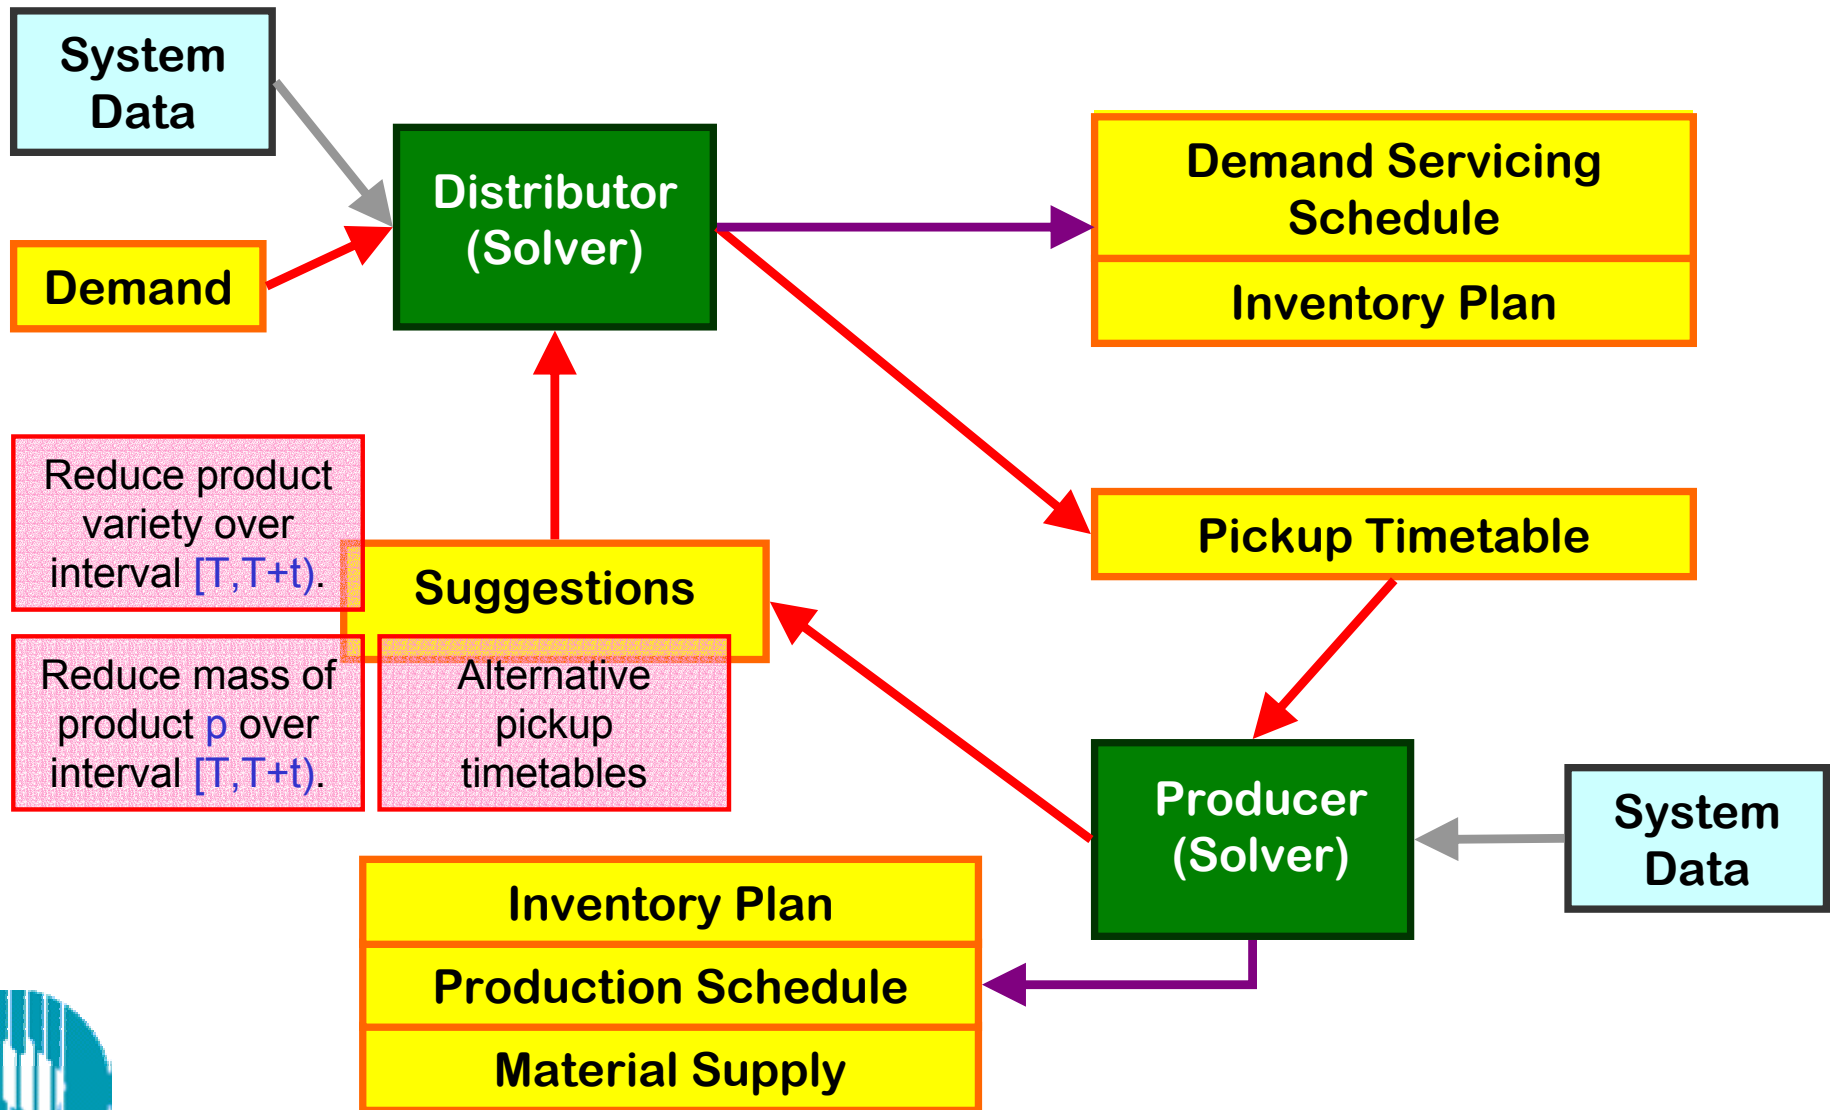 System
Data
Distributor
(Solver)
Demand
Demand Servicing
Schedule
Inventory Plan
Reduce product
variety over
interval [T,T+t).
Suggestions
Pickup Timetable
Reduce mass of
product p over
interval [T,T+t).
Alternative
pickup
timetables
Producer
(Solver)
System
Data
Inventory Plan
Production Schedule
Material Supply